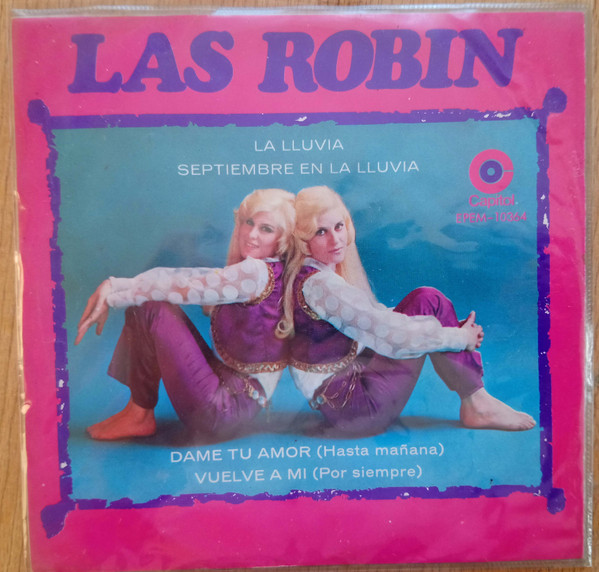 LAS ROBIN
LA LLUVIA
SEPTIEMBRE EN LA LLUVIA
Capitol
EPEM-10364
DAME TU AMOR (Hasta mañana)
VUELVE A MI (Por siempre)